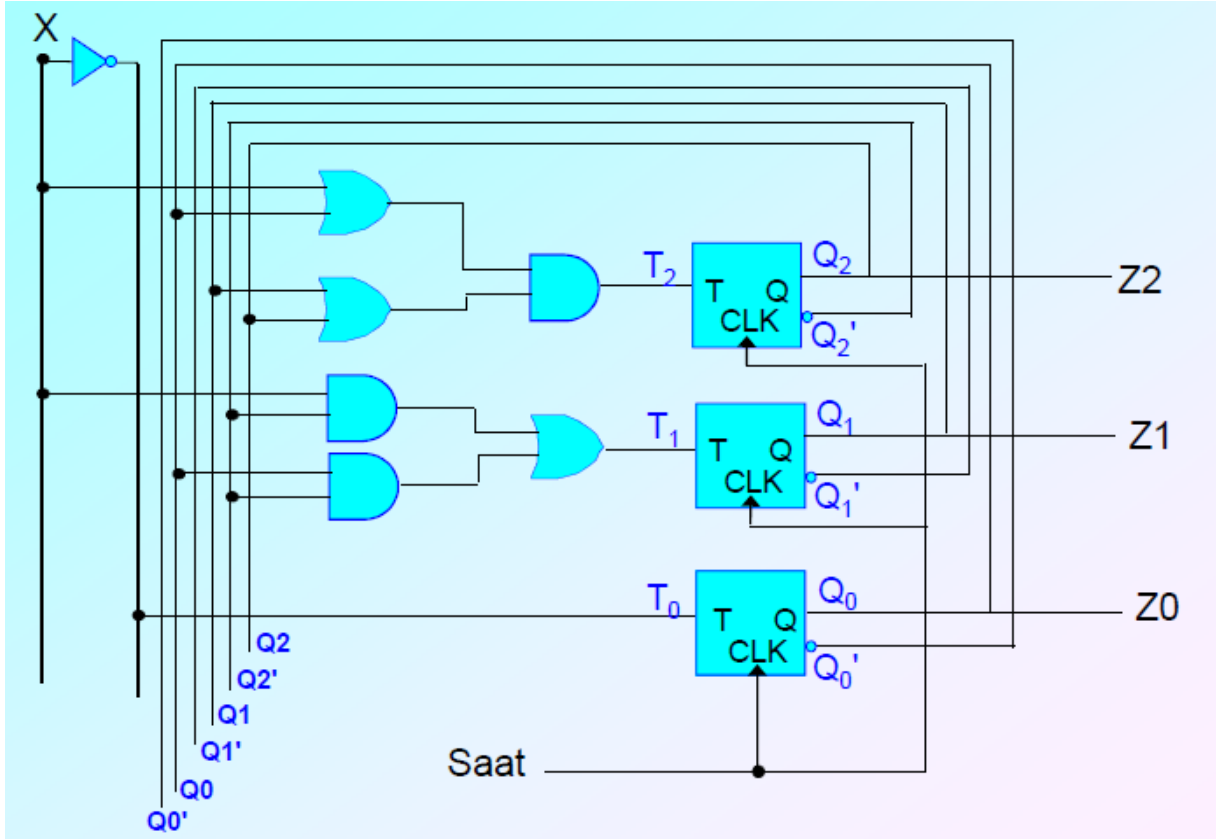 X
T₂
T Q
CLK
Q₂
Q₂'
Z2
T₁
T Q
CLK
Q₁
Q₁'
Z1
T₀
T Q
CLK
Q₀
Q₀'
Z0
Q2
Q2'
Q1
Q1'
Q0
Q0'
Saat